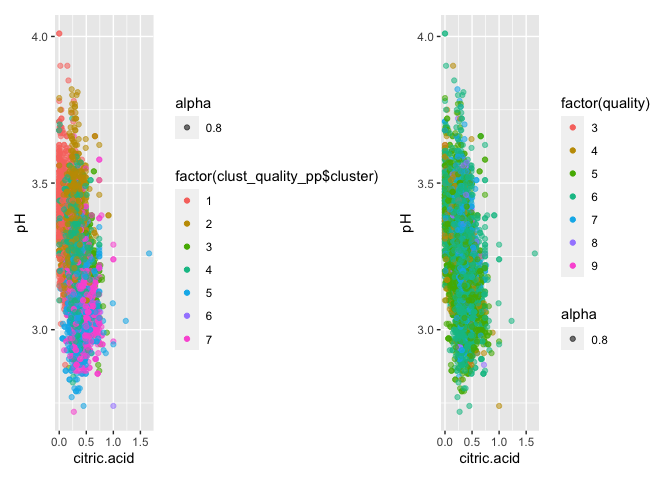 4.0
3.5
3.0
pH
0.0 0.5 1.0 1.5
citric.acid
alpha
0.8
factor(clust_quality_pp$cluster)
1
2
3
4
5
6
7
4.0
3.5
3.0
pH
0.0 0.5 1.0 1.5
citric.acid
factor(quality)
3
4
5
6
7
8
9
alpha
0.8